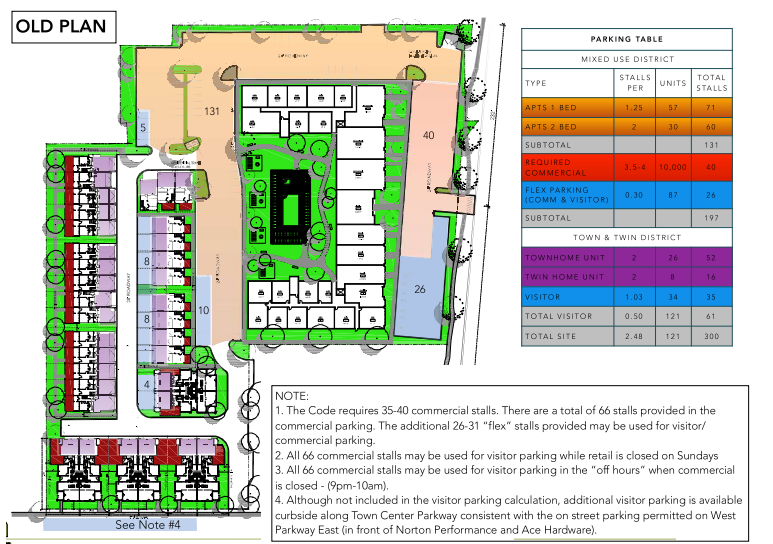 OLD PLAN
131
5
40
8
10
8
26
4
See Note #4
PARKING TABLE
MIXED USE DISTRICT
TYPE STALLS PER UNITS TOTAL STALLS
APTS 1 BED 1.25 57 71
APTS 2 BED 2 30 60
SUBTOTAL 131
REQUIRED COMMERCIAL 3.5-4 10,000 40
FLEX PARKING (COMM & VISITOR) 0.30 87 26
SUBTOTAL 197
TOWN & TWIN DISTRICT
TOWNHOME UNIT 2 26 52
TWIN HOME UNIT 2 8 16
VISITOR 1.03 34 35
TOTAL VISITOR 0.50 121 61
TOTAL SITE 2.48 121 300
NOTE:
1. The Code requires 35-40 commercial stalls. There are a total of 66 stalls provided in the
commercial parking. The additional 26-31 “flex” stalls provided may be used for visitor/
commercial parking.
2. All 66 commercial stalls may be used for visitor parking while retail is closed on Sundays
3. All 66 commercial stalls may be used for visitor parking in the “off hours” when commercial
is closed - (9pm-10am).
4. Although not included in the visitor parking calculation, additional visitor parking is available
curbside along Town Center Parkway consistent with the on street parking permitted on West
Parkway East (in front of Norton Performance and Ace Hardware).